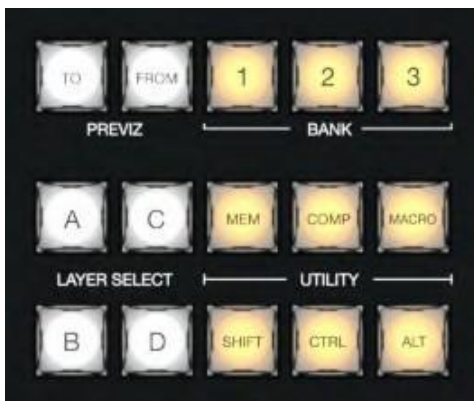 TO FROM 1 2 3
PREVIZ BANK
A C MEM COMP MACRO
LAYER SELECT UTILITY
B D SHIFT CTRL ALT